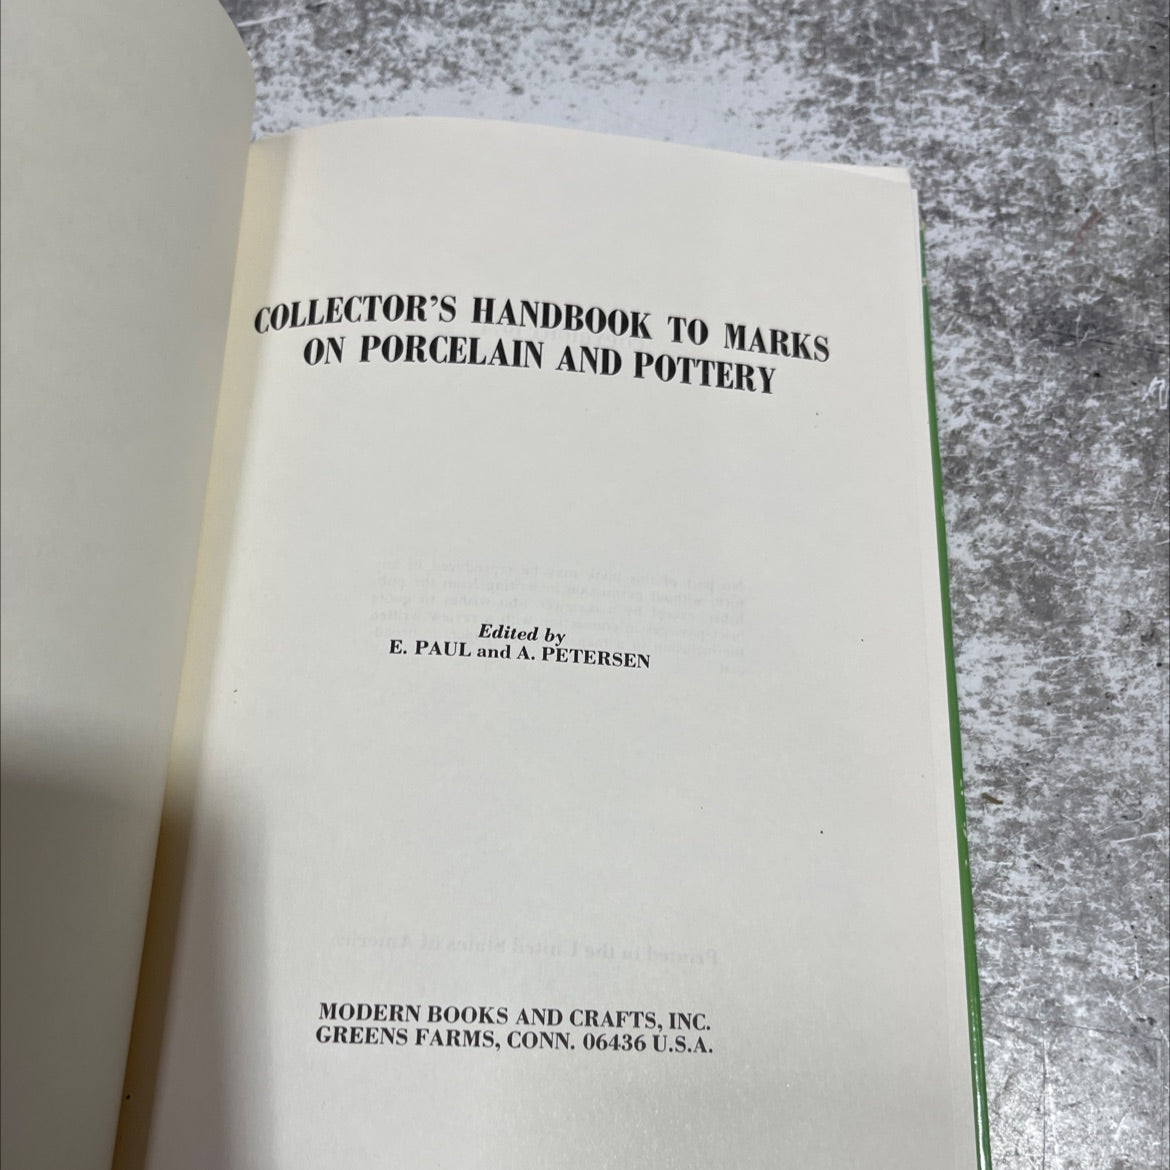 COLLECTOR'S HANDBOOK TO MARKS
ON PORCELAIN AND POTTERY
Edited by
E. PAUL and A. PETERSEN
MODERN BOOKS AND CRAFTS, INC.
GREENS FARMS, CONN. 06436 U.S.A.